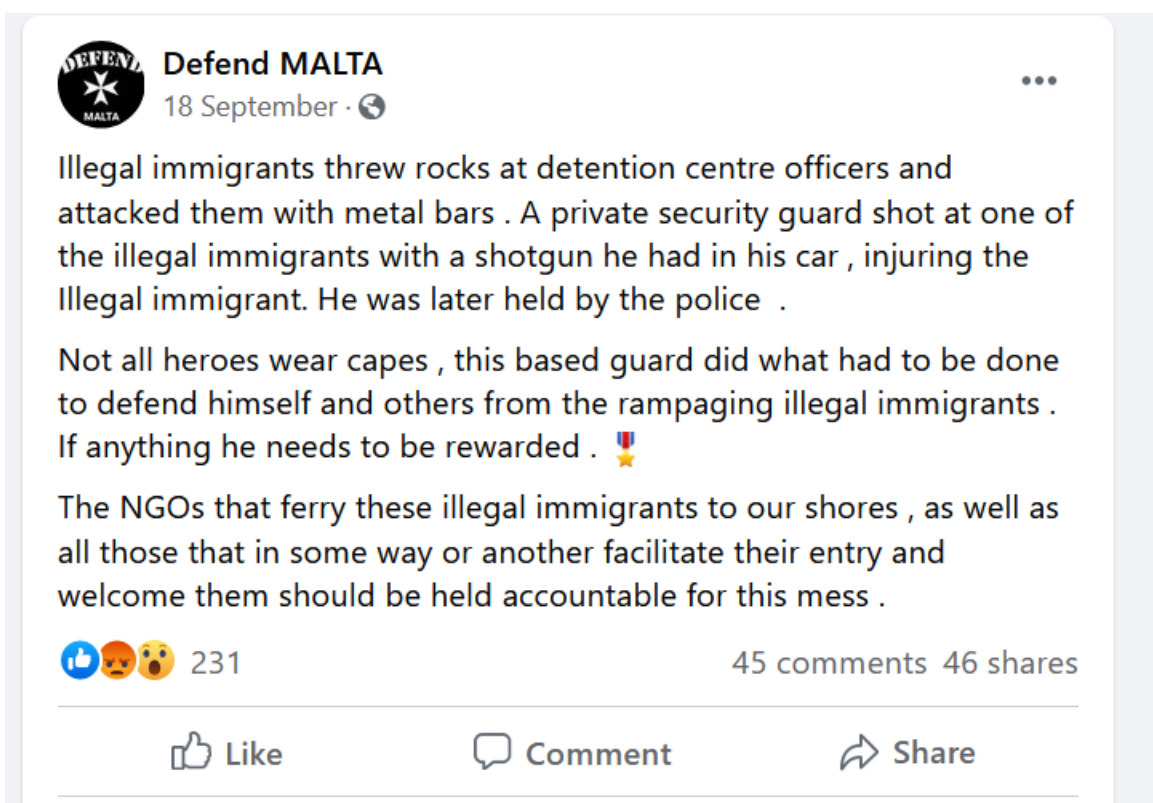 DEFEND
MALTA
Defend MALTA
18 September ·
Illegal immigrants threw rocks at detention centre officers and
attacked them with metal bars . A private security guard shot at one of
the illegal immigrants with a shotgun he had in his car , injuring the
Illegal immigrant. He was later held by the police  .
Not all heroes wear capes , this based guard did what had to be done
to defend himself and others from the rampaging illegal immigrants .
If anything he needs to be rewarded . 🎖️
The NGOs that ferry these illegal immigrants to our shores , as well as
all those that in some way or another facilitate their entry and
welcome them should be held accountable for this mess .
231 45 comments 46 shares
Like Comment Share